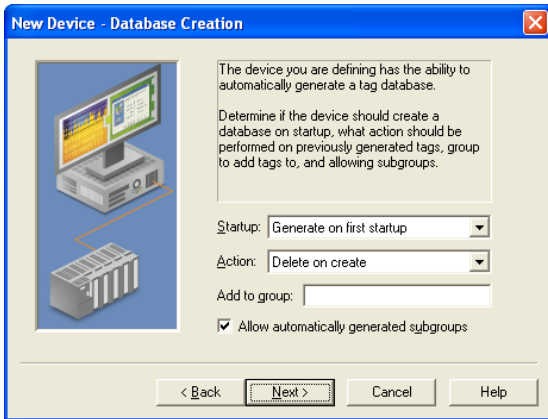 New Device - Database Creation
The device you are defining has the ability to
automatically generate a tag database.
Determine if the device should create a
database on startup, what action should be
performed on previously generated tags, group
to add tags to, and allowing subgroups.
Startup: Generate on first startup
Action: Delete on create
Add to group:
Allow automatically generated subgroups
< Back Next > Cancel Help